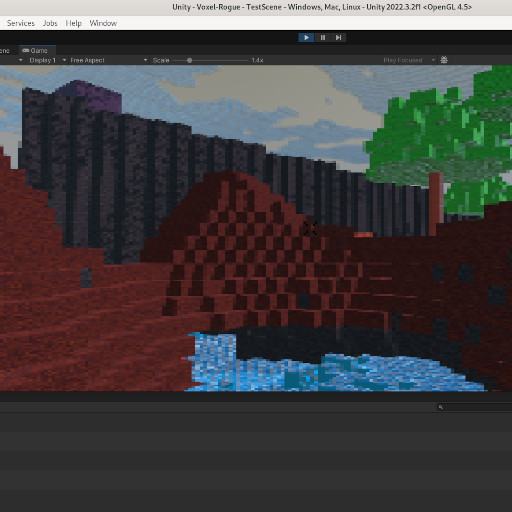 Unity - Voxel-Rogue - TestScene - Windows, Mac, Linux - Unity 2022.3.2f1 <OpenGL 4.5>
Services Jobs Help Window
ene Game
Display 1 Free Aspect Scale 1.4x Play Focused